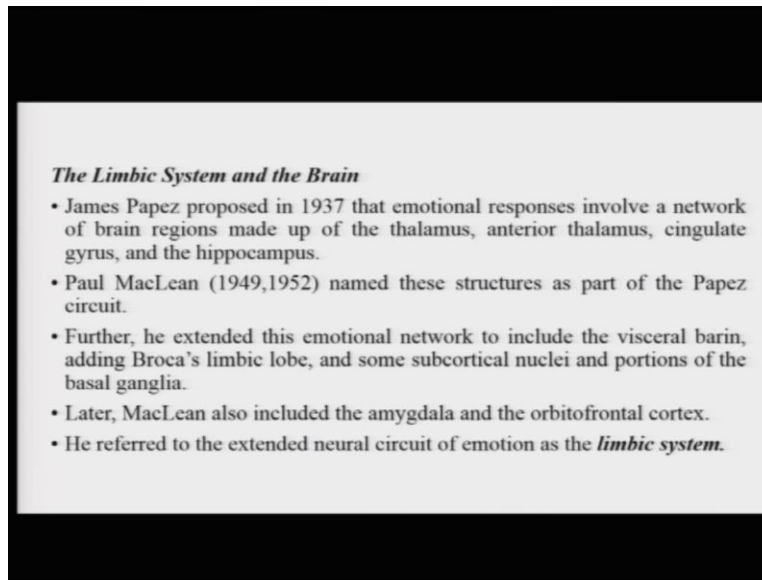 The Limbic System and the Brain
• James Papez proposed in 1937 that emotional responses involve a network
of brain regions made up of the thalamus, anterior thalamus, cingulate
gyrus, and the hippocampus.
• Paul MacLean (1949,1952) named these structures as part of the Papez
circuit.
• Further, he extended this emotional network to include the visceral barin,
adding Broca's limbic lobe, and some subcortical nuclei and portions of the
basal ganglia.
• Later, MacLean also included the amygdala and the orbitofrontal cortex.
• He referred to the extended neural circuit of emotion as the limbic system.